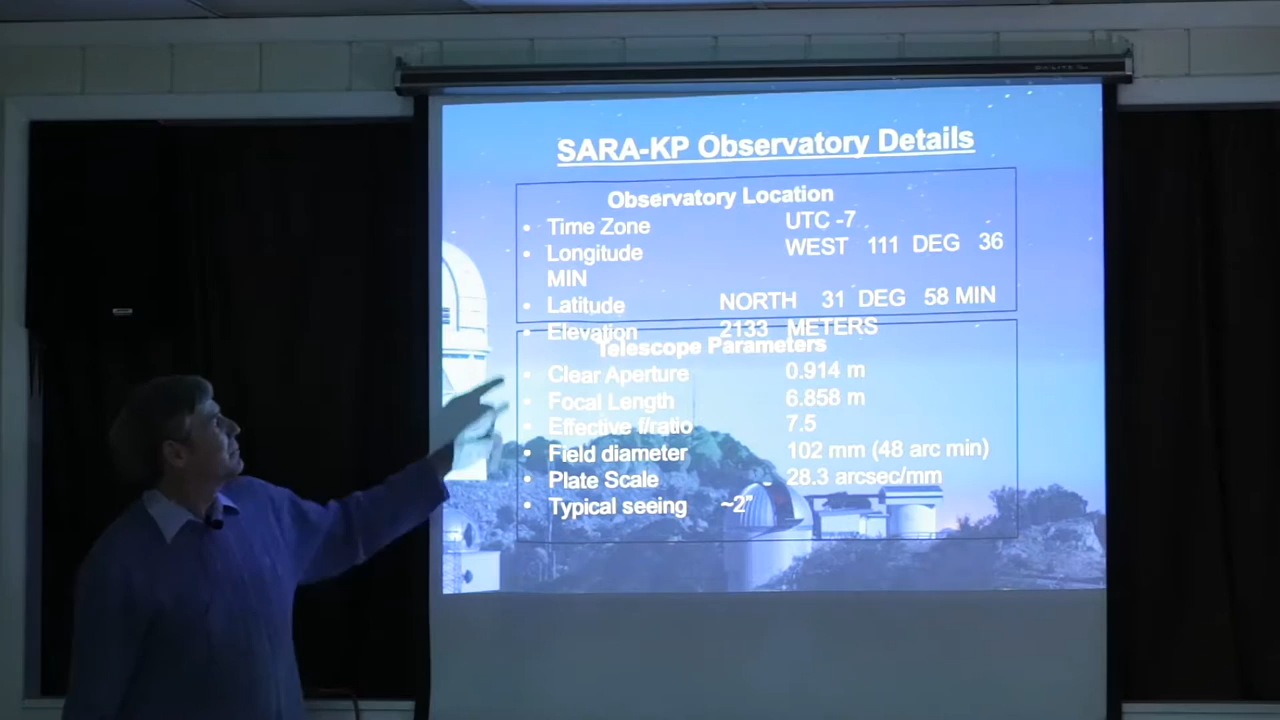 SARA-KP Observatory Details
Observatory Location
• Time Zone UTC -7
• Longitude WEST 111 DEG 36
MIN
• Latitude NORTH 31 DEG 58 MIN
• Elevation 2133 METERS
Telescope Parameters
• Clear Aperture 0.914 m
• Focal Length 6.858 m
• Effective f/ratio 7.5
• Field diameter 102 mm (48 arc min)
• Plate Scale 28.3 arcsec/mm
• Typical seeing ~2"